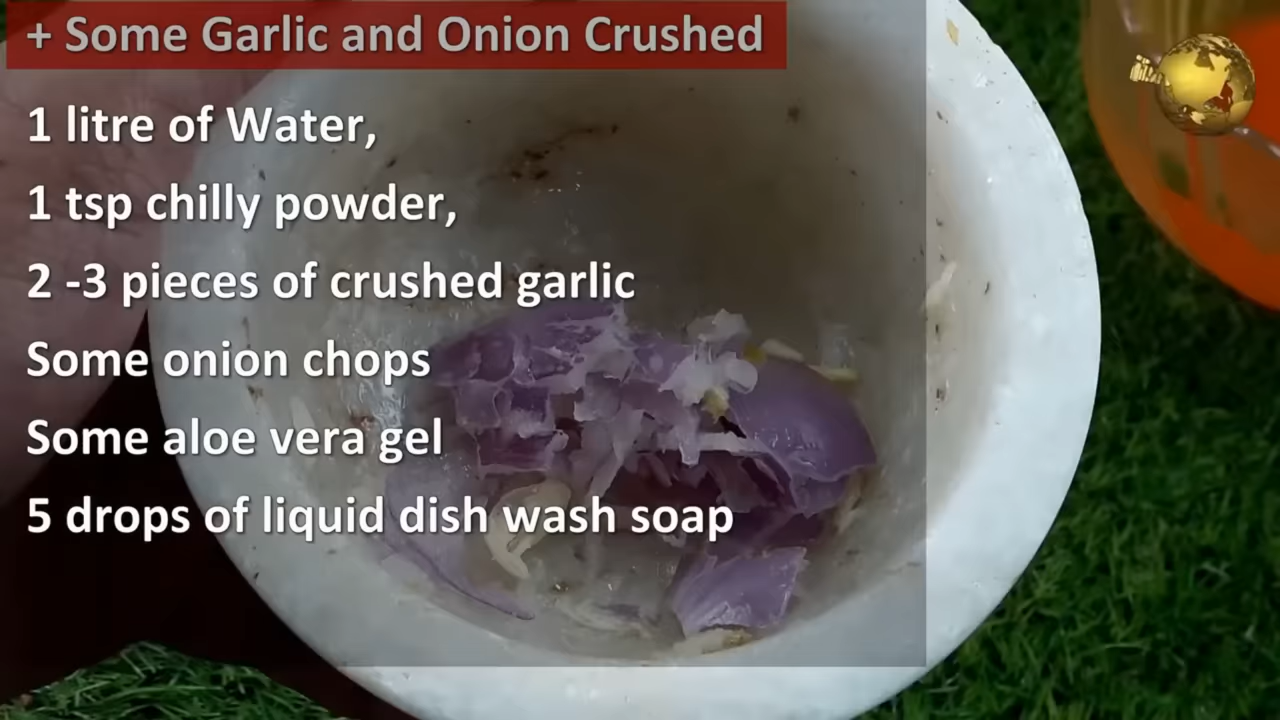 + Some Garlic and Onion Crushed
1 litre of Water,
1 tsp chilly powder,
2 -3 pieces of crushed garlic
Some onion chops
Some aloe vera gel
5 drops of liquid dish wash soap